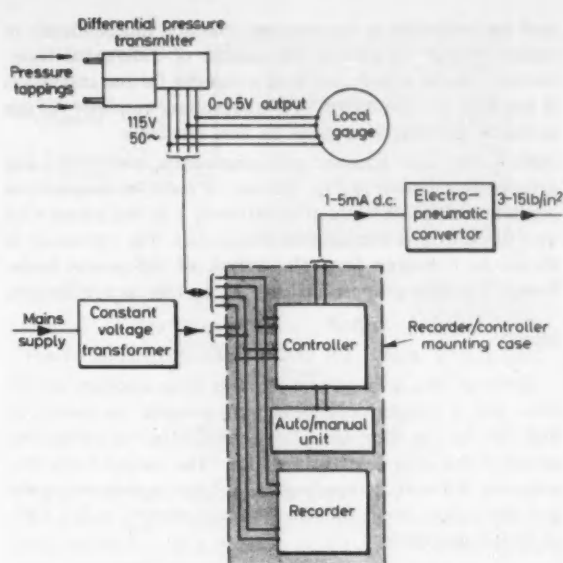 Differential pressure
transmitter
Pressure
tappings
0-0·5V output
Local
gauge
115V
50~
1-5mA d.c.
Electro-
pneumatic
convertor
3-15lb/in²
Mains
supply
Constant
voltage
transformer
Controller
Recorder/controller
mounting case
Auto/manual
unit
Recorder